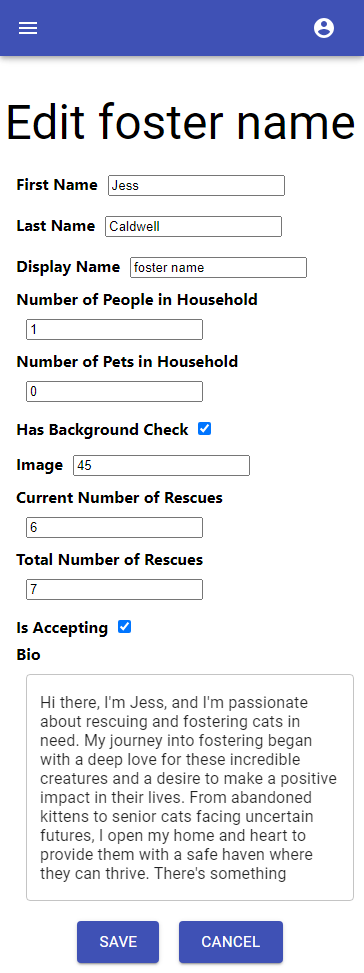 Edit foster name
First Name Jess
Last Name Caldwell
Display Name foster name
Number of People in Household
1
Number of Pets in Household
0
Has Background Check
Image 45
Current Number of Rescues
6
Total Number of Rescues
7
Is Accepting
Bio
Hi there, I'm Jess, and I'm passionate
about rescuing and fostering cats in
need. My journey into fostering began
with a deep love for these incredible
creatures and a desire to make a positive
impact in their lives. From abandoned
kittens to senior cats facing uncertain
futures, I open my home and heart to
provide them with a safe haven where
they can thrive. There's something
SAVE CANCEL